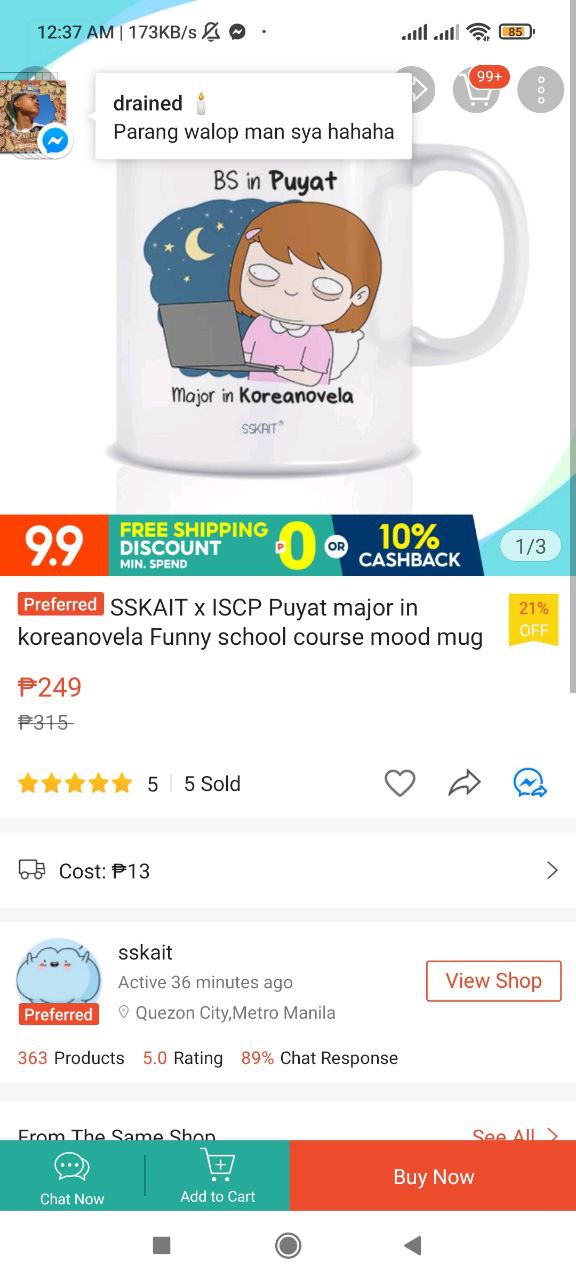 12:37 AM | 173KB/s
85
drained 🕯️
Parang walop man sya hahaha
99+
BS in Puyat
Major in Koreanovela
SSKAIT®
9.9
FREE SHIPPING
DISCOUNT
MIN. SPEND
₱0
OR
10%
CASHBACK
1/3
Preferred SSKAIT x ISCP Puyat major in
koreanovela Funny school course mood mug
21%
OFF
₱249
₱315
5 | 5 Sold
Cost: ₱13
sskait
Active 36 minutes ago
Quezon City,Metro Manila
Preferred
View Shop
363 Products 5.0 Rating 89% Chat Response
From The Same Shop
See All
Chat Now
Add to Cart
Buy Now